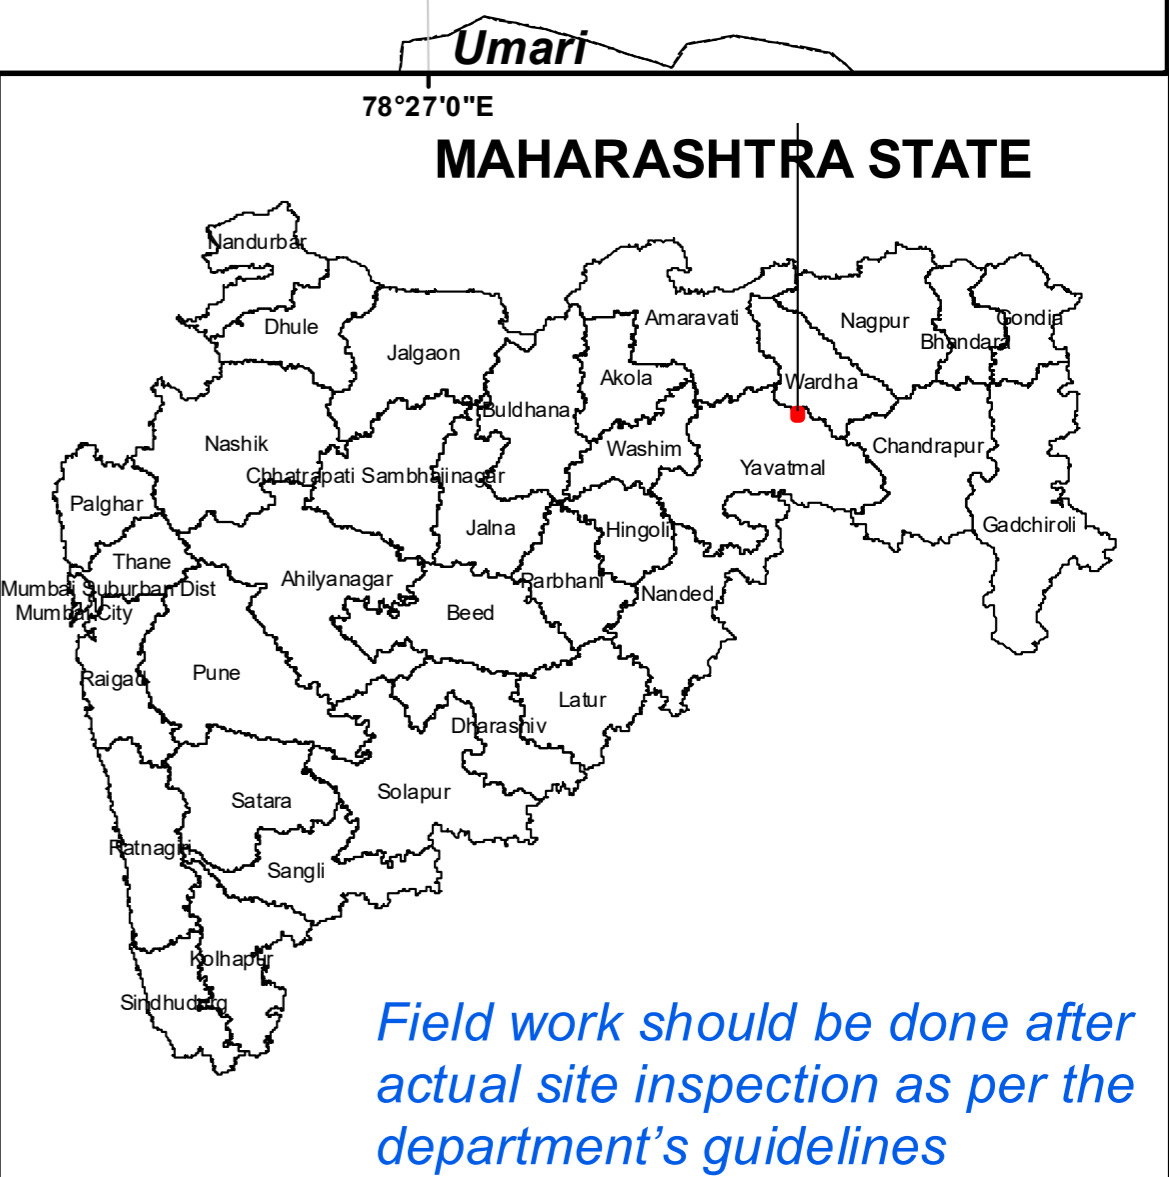 Umari
78°27'0"E
MAHARASHTRA STATE
Nandurbar
Dhule
Jalgaon
Amaravati
Nagpur
Gondia
Bhandara
Akola
Wardha
Buldhana
Nashik
Washim
Chandrapur
Chhatrapati Sambhajinagar
Yavatmal
Palghar
Jalna
Hingoli
Gadchiroli
Thane
Ahilyanagar
Parbhani
Mumbai Suburban Dist
Nanded
Mumbai City
Beed
Raigad
Pune
Latur
Dharashiv
Satara
Solapur
Ratnagiri
Sangli
Kolhapur
Sindhudurg
Field work should be done after
actual site inspection as per the
department’s guidelines